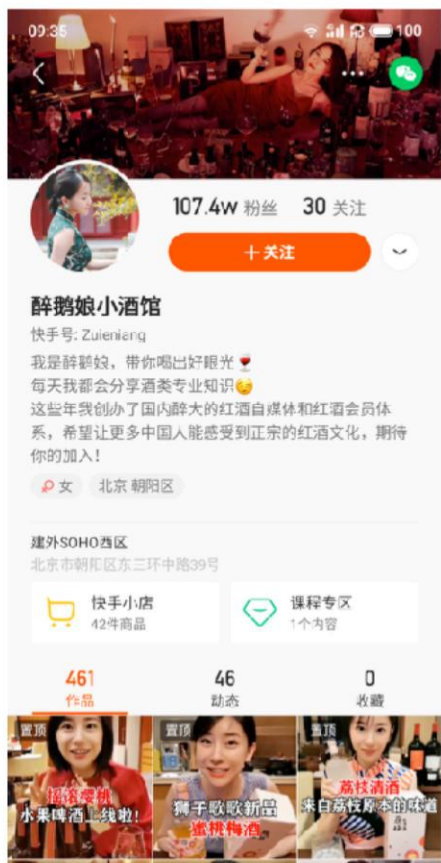 09:35
100
107.4w 粉丝 30 关注
＋关注
醉鹅娘小酒馆
快手号: Zuieniang
我是醉鹅娘，带你喝出好眼光🍷
每天我都会分享酒类专业知识😏
这些年我创办了国内醉大的红酒自媒体和红酒会员体
系，希望让更多中国人能感受到正宗的红酒文化，期待
你的加入！
女 北京 朝阳区
建外SOHO西区
北京市朝阳区东三环中路39号
快手小店 课程专区
42件商品 1个内容
461 46 0
作品 动态 收藏
置顶 置顶 置顶
摇滚樱桃
水果啤酒上线啦！
狮子歌歌新品
蜜桃梅酒
荔枝清酒
来自荔枝原本的味道